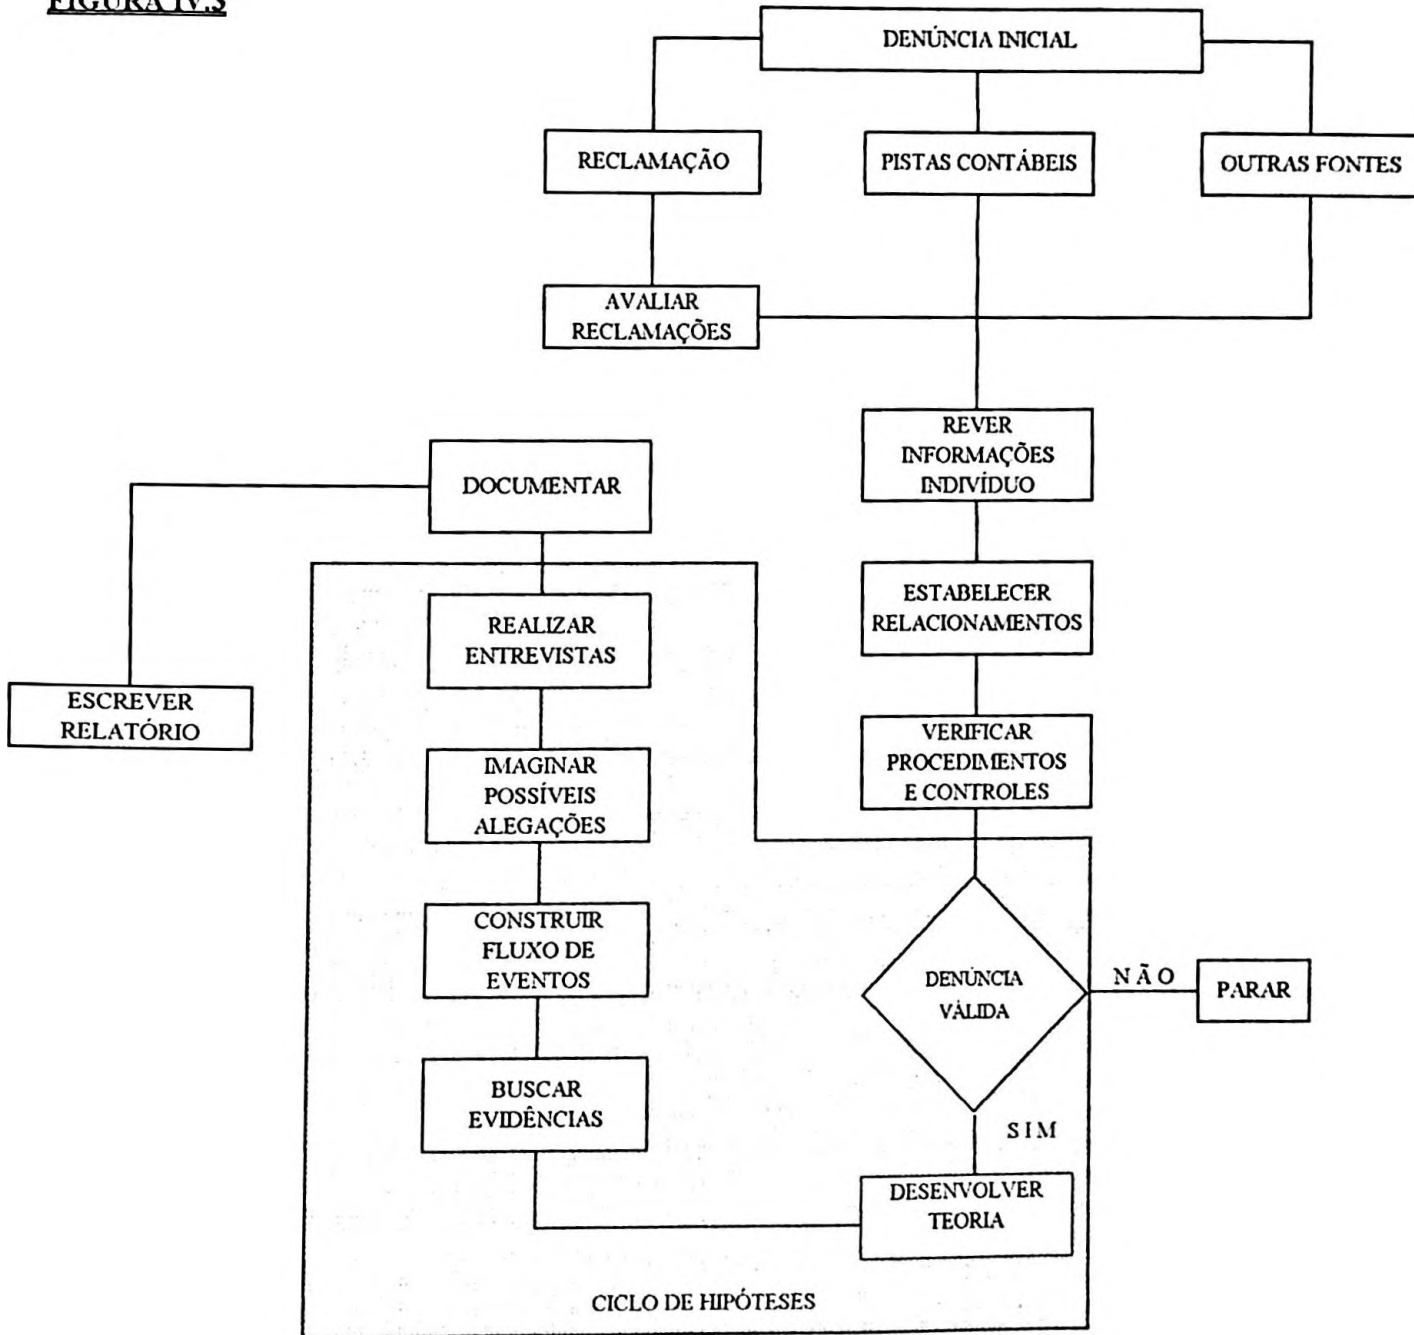 FIGURA IV.3
DENÚNCIA INICIAL
RECLAMAÇÃO
PISTAS CONTÁBEIS
OUTRAS FONTES
AVALIAR
RECLAMAÇÕES
REVER
INFORMAÇÕES
INDIVÍDUO
DOCUMENTAR
ESTABELECER
RELACIONAMENTOS
REALIZAR
ENTREVISTAS
ESCREVER
RELATÓRIO
VERIFICAR
PROCEDIMENTOS
E CONTROLES
IMAGINAR
POSSÍVEIS
ALEGAÇÕES
CONSTRUIR
FLUXO DE
EVENTOS
DENÚNCIA
VÁLIDA
NÃO
PARAR
BUSCAR
EVIDÊNCIAS
SIM
DESENVOLVER
TEORIA
CICLO DE HIPÓTESES